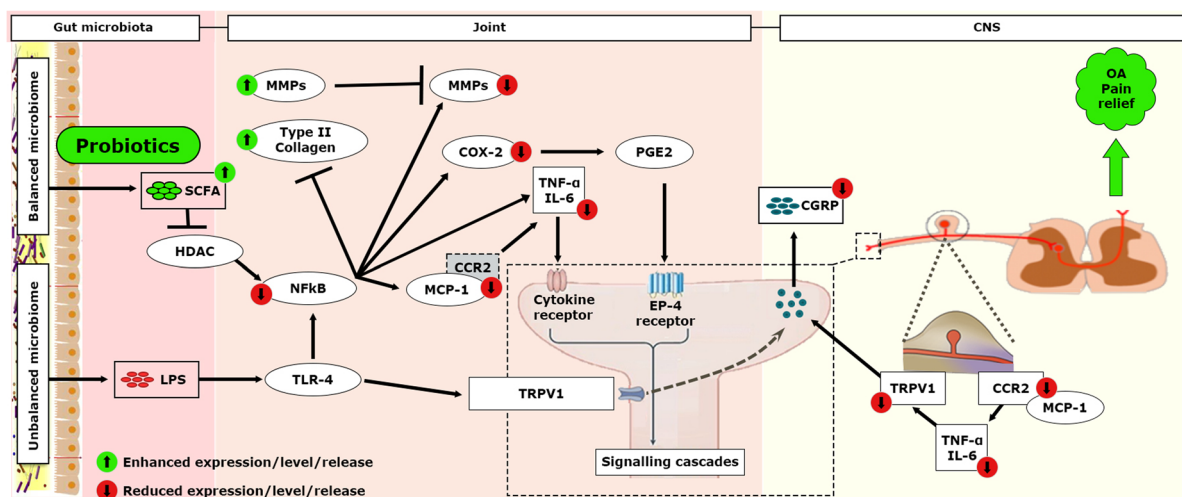 Gut microbiota
Joint
CNS
Balanced microbiome
Unbalanced microbiome
Probiotics
SCFA
HDAC
LPS
MMPs
MMPs
Type II
Collagen
COX-2
PGE2
TNF-α
IL-6
NFkB
CCR2
MCP-1
TLR-4
TRPV1
Cytokine
receptor
EP-4
receptor
Signalling cascades
CGRP
OA
Pain
relief
TRPV1
CCR2
MCP-1
TNF-α
IL-6
Enhanced expression/level/release
Reduced expression/level/release